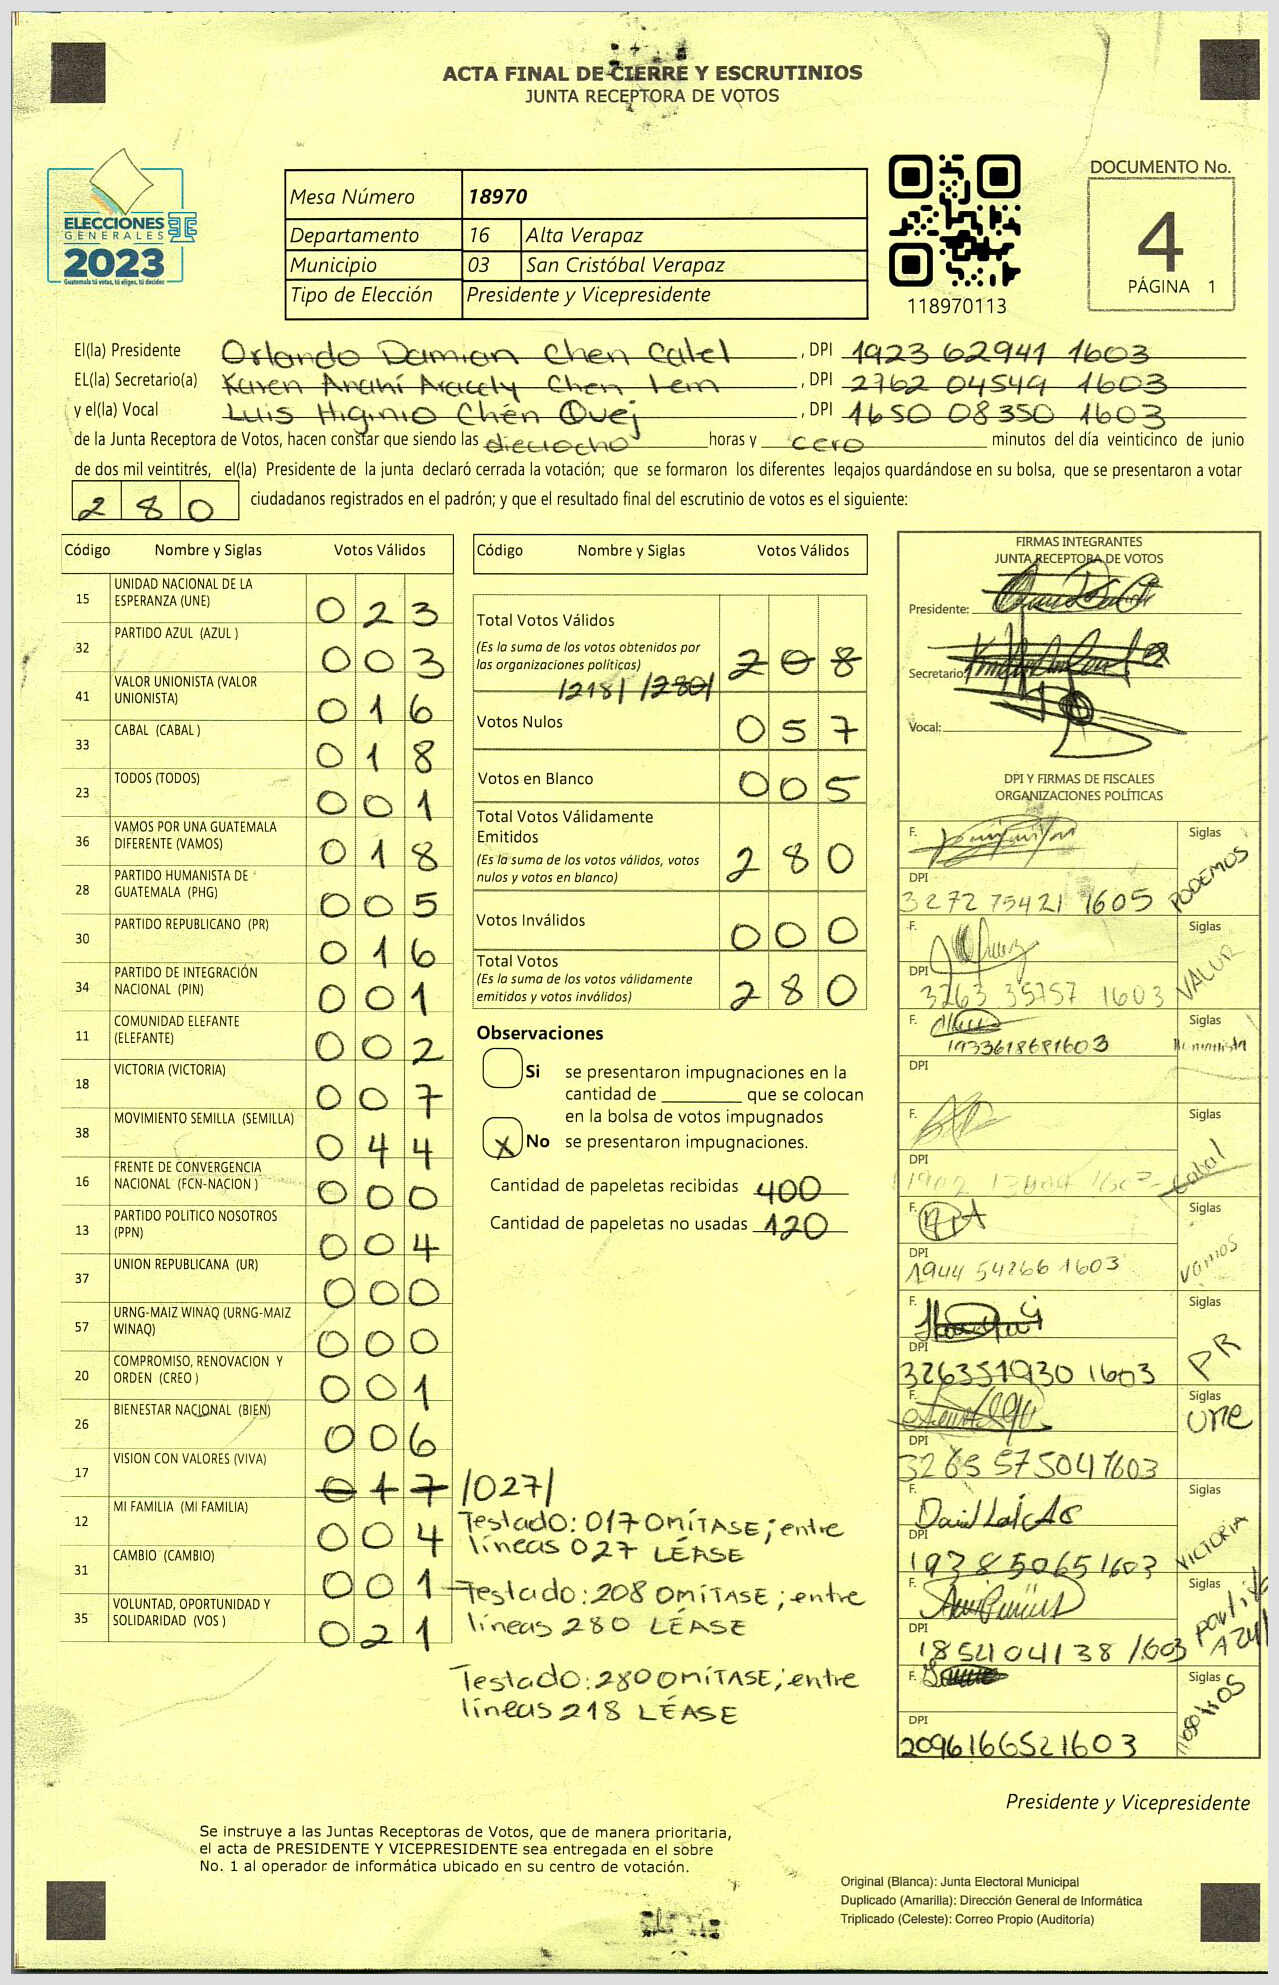 ACTA FINAL DE CIERRE Y ESCRUTINIOS
JUNTA RECEPTORA DE VOTOS
ELECCIONES
GENERALES
2023
Guatemala tú votas, tú eliges, tú decides
Mesa Número 18970
Departamento 16 Alta Verapaz
Municipio 03 San Cristóbal Verapaz
Tipo de Elección Presidente y Vicepresidente
118970113
DOCUMENTO No.
4
PÁGINA 1
El(la) Presidente Orlando Damian Chen Calel, DPI 1923 62941 1603
EL(la) Secretario(a) Karen Anahí Aracely Chen Lem, DPI 2762 04549 1603
y el(la) Vocal Luis Higinio Chén Quej, DPI 1650 08350 1603
de la Junta Receptora de Votos, hacen constar que siendo las dieciocho horas y cero minutos del día veinticinco de junio
de dos mil veintitrés, el(la) Presidente de la junta declaró cerrada la votación; que se formaron los diferentes legajos guardándose en su bolsa, que se presentaron a votar
280 ciudadanos registrados en el padrón; y que el resultado final del escrutinio de votos es el siguiente:
Código Nombre y Siglas Votos Válidos
15 UNIDAD NACIONAL DE LA ESPERANZA (UNE) 023
32 PARTIDO AZUL (AZUL ) 003
41 VALOR UNIONISTA (VALOR UNIONISTA) 016
33 CABAL (CABAL ) 018
23 TODOS (TODOS) 001
36 VAMOS POR UNA GUATEMALA DIFERENTE (VAMOS) 018
28 PARTIDO HUMANISTA DE GUATEMALA (PHG) 005
30 PARTIDO REPUBLICANO (PR) 016
34 PARTIDO DE INTEGRACIÓN NACIONAL (PIN) 001
11 COMUNIDAD ELEFANTE (ELEFANTE) 002
18 VICTORIA (VICTORIA) 007
38 MOVIMIENTO SEMILLA (SEMILLA) 044
16 FRENTE DE CONVERGENCIA NACIONAL (FCN-NACION ) 000
13 PARTIDO POLITICO NOSOTROS (PPN) 004
37 UNION REPUBLICANA (UR) 000
57 URNG-MAIZ WINAQ (URNG-MAIZ WINAQ) 000
20 COMPROMISO, RENOVACION Y ORDEN (CREO ) 001
26 BIENESTAR NACIONAL (BIEN) 006
17 VISION CON VALORES (VIVA) 017 /027/
12 MI FAMILIA (MI FAMILIA) 004
31 CAMBIO (CAMBIO) 001
35 VOLUNTAD, OPORTUNIDAD Y SOLIDARIDAD (VOS ) 021
Código Nombre y Siglas Votos Válidos
Total Votos Válidos
(Es la suma de los votos obtenidos por
las organizaciones políticas) 208
/218/ /280/
Votos Nulos 057
Votos en Blanco 005
Total Votos Válidamente
Emitidos
(Es la suma de los votos válidos, votos
nulos y votos en blanco) 280
Votos Inválidos 000
Total Votos
(Es la suma de los votos válidamente
emitidos y votos inválidos) 280
Observaciones
Si se presentaron impugnaciones en la
cantidad de ________ que se colocan
en la bolsa de votos impugnados
X No se presentaron impugnaciones.
Cantidad de papeletas recibidas 400
Cantidad de papeletas no usadas 120
Testado: 017 OMÍTASE; entre
líneas 027 LÉASE
Testado: 208 OMÍTASE; entre
líneas 280 LÉASE
Testado: 280 OMÍTASE; entre
líneas 218 LÉASE
FIRMAS INTEGRANTES
JUNTA RECEPTORA DE VOTOS
Presidente:
Secretario:
Vocal:
DPI Y FIRMAS DE FISCALES
ORGANIZACIONES POLÍTICAS
F. Siglas
DPI 3272 75421 1605 PODEMOS
F. Siglas
DPI 3263 35757 1603 VALOR
F. Siglas
1933618681603
DPI
F. Siglas
DPI Cabal
F. Siglas
DPI 1944 54266 1603 Vamos
F. Siglas
DPI 326351930 1603 PR
F. Siglas
DPI 3265 57504 1603 une
F. Siglas
DPI 1938 50651603 VICTORIA
F. Siglas
DPI 1854104138 1603 partido AZUL
F. Siglas
DPI 2096166521603 nosotros
Presidente y Vicepresidente
Se instruye a las Juntas Receptoras de Votos, que de manera prioritaria,
el acta de PRESIDENTE Y VICEPRESIDENTE sea entregada en el sobre
No. 1 al operador de informática ubicado en su centro de votación.
Original (Blanca): Junta Electoral Municipal
Duplicado (Amarilla): Dirección General de Informática
Triplicado (Celeste): Correo Propio (Auditoría)